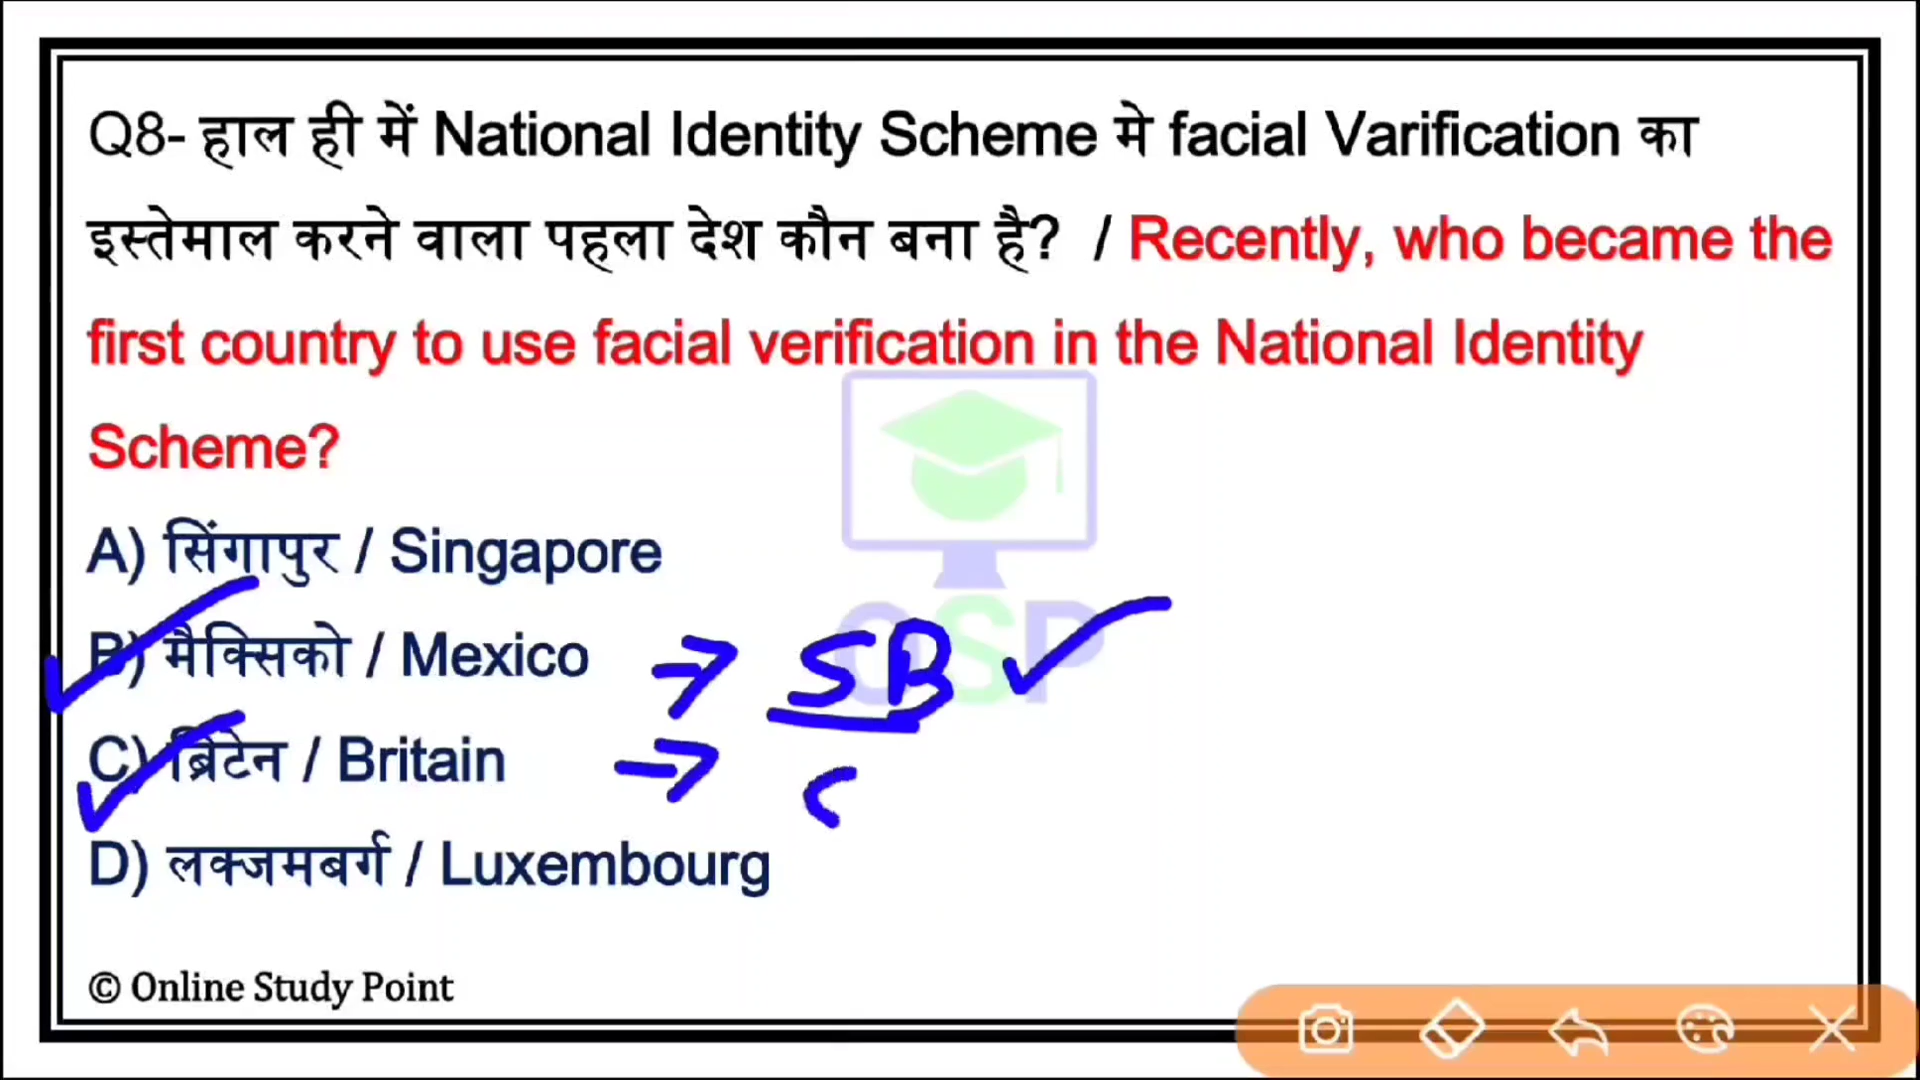 Q8- हाल ही में National Identity Scheme मे facial Varification का
इस्तेमाल करने वाला पहला देश कौन बना है? / Recently, who became the
first country to use facial verification in the National Identity
Scheme?
A) सिंगापुर / Singapore
B) मैक्सिको / Mexico → SB ✓
C) ब्रिटेन / Britain →
D) लक्जमबर्ग / Luxembourg
OSP
© Online Study Point